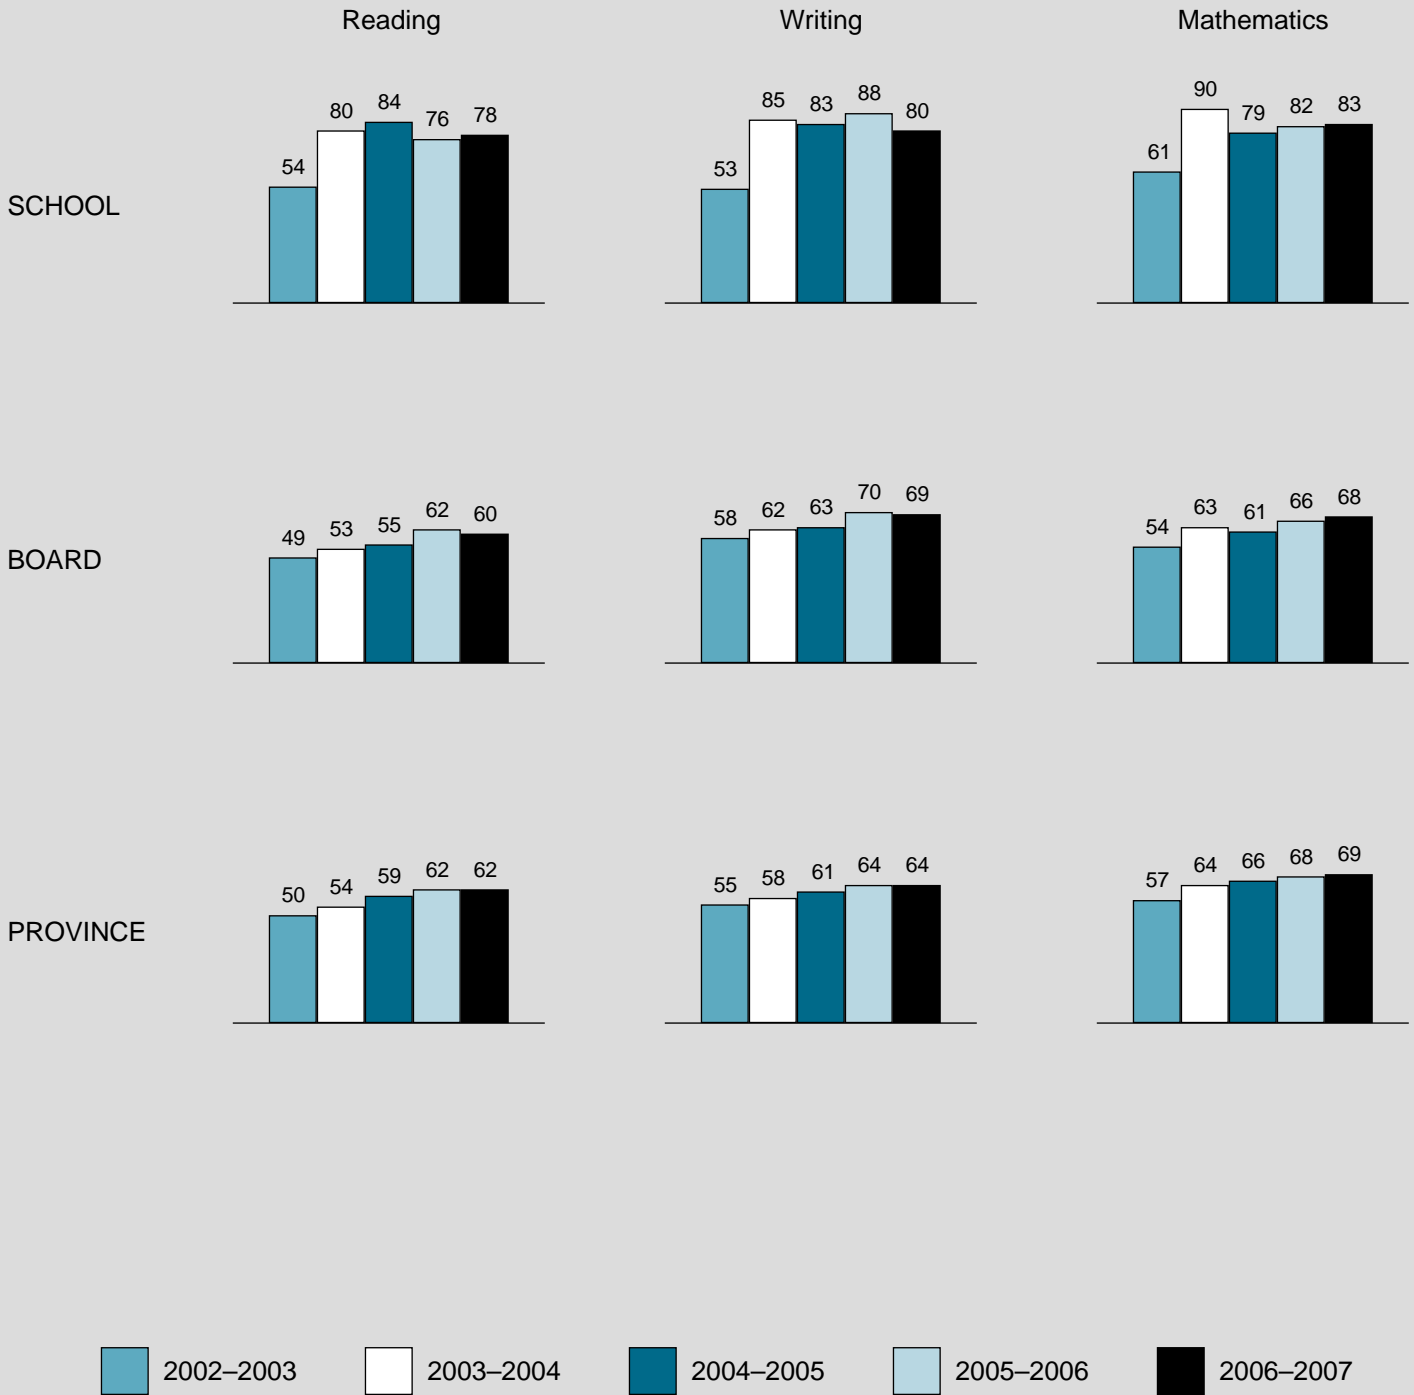 Reading Writing Mathematics
SCHOOL
54 80 84 76 78
53 85 83 88 80
61 90 79 82 83
BOARD
49 53 55 62 60
58 62 63 70 69
54 63 61 66 68
PROVINCE
50 54 59 62 62
55 58 61 64 64
57 64 66 68 69
2002–2003 2003–2004 2004–2005 2005–2006 2006–2007